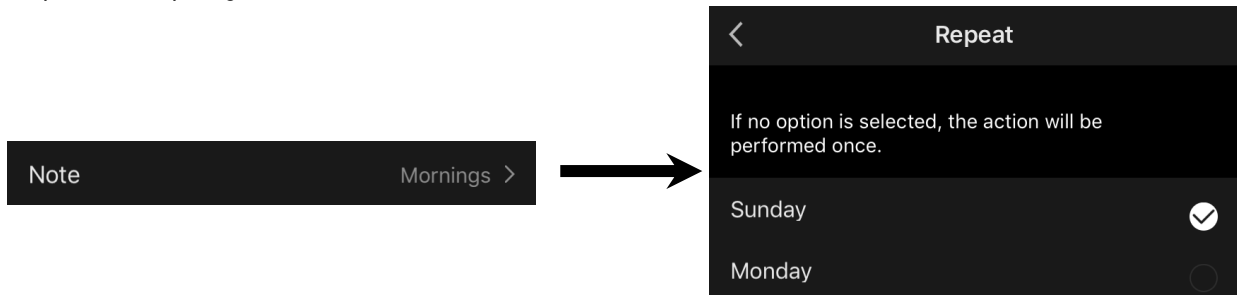 Note
Mornings
Repeat
If no option is selected, the action will be
performed once.
Sunday
Monday